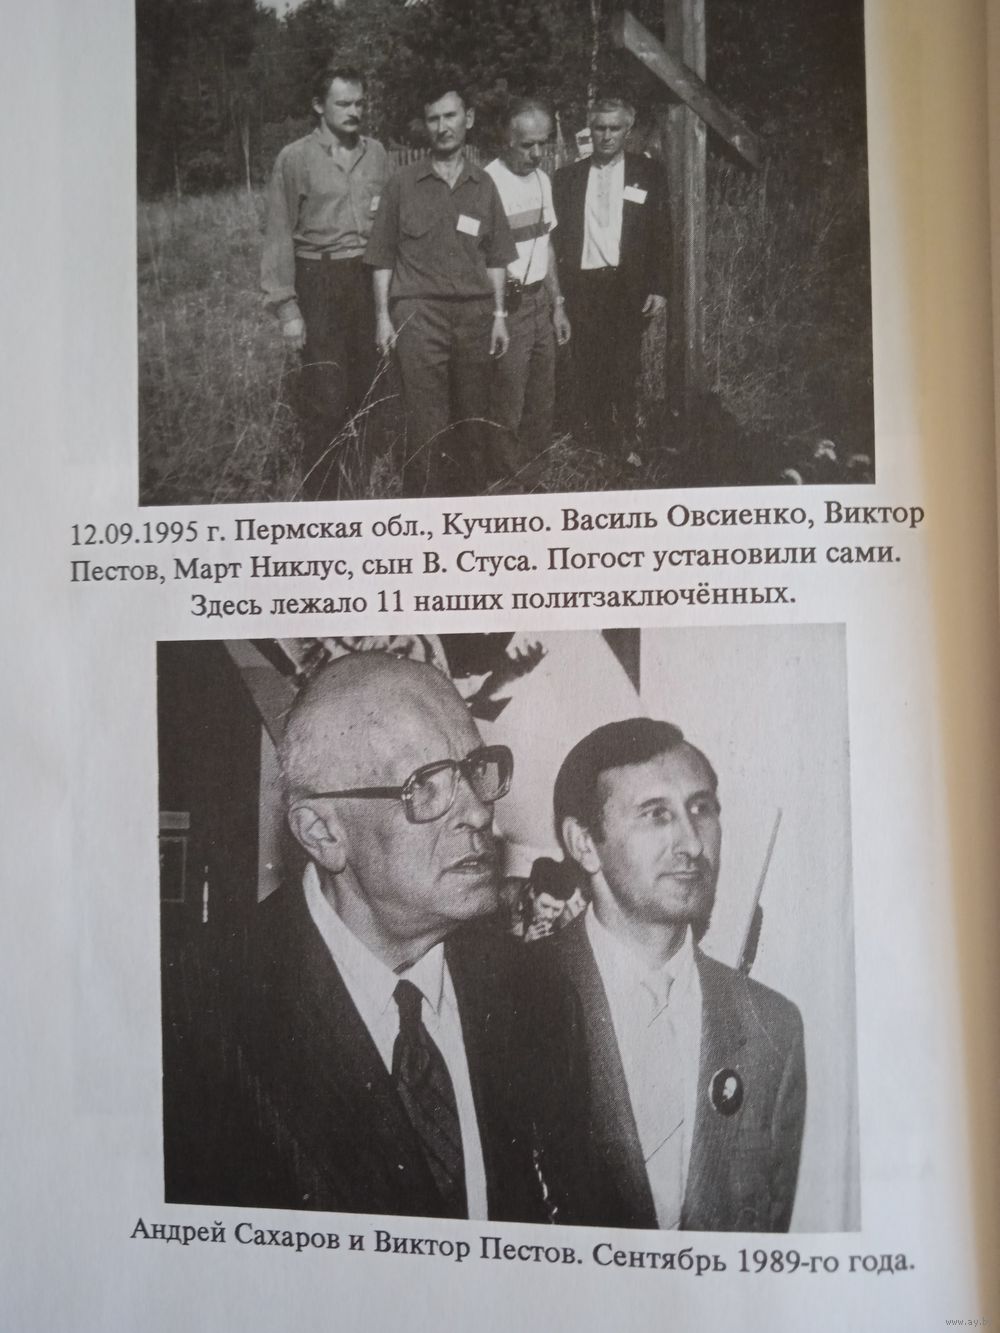 12.09.1995 г. Пермская обл., Кучино. Василь Овсиенко, Виктор
Пестов, Март Никлус, сын В. Стуса. Погост установили сами.
Здесь лежало 11 наших политзаключённых.
Андрей Сахаров и Виктор Пестов. Сентябрь 1989-го года.